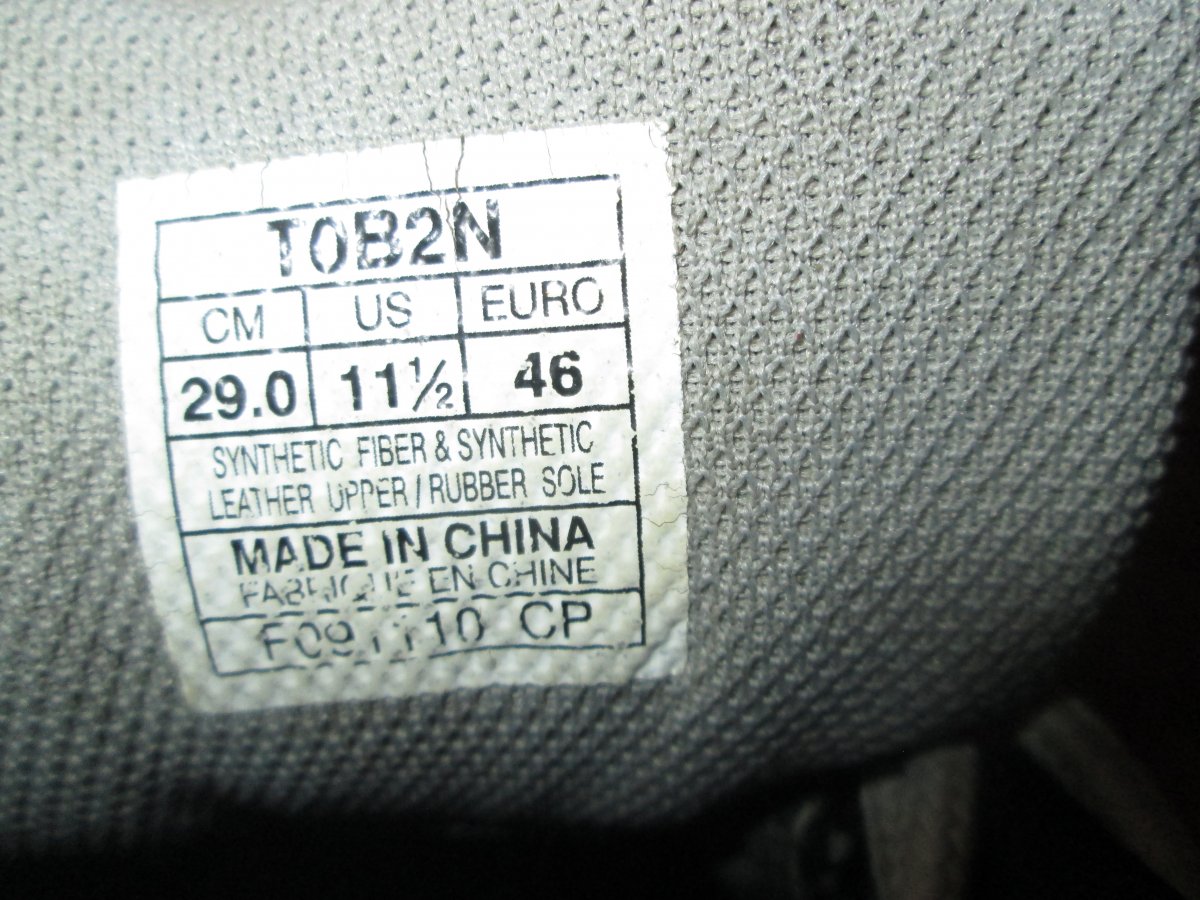 T0B2N
CM US EURO
29.0 11½ 46
SYNTHETIC FIBER & SYNTHETIC
LEATHER UPPER / RUBBER SOLE
MADE IN CHINA
FABRIQUE EN CHINE
CP